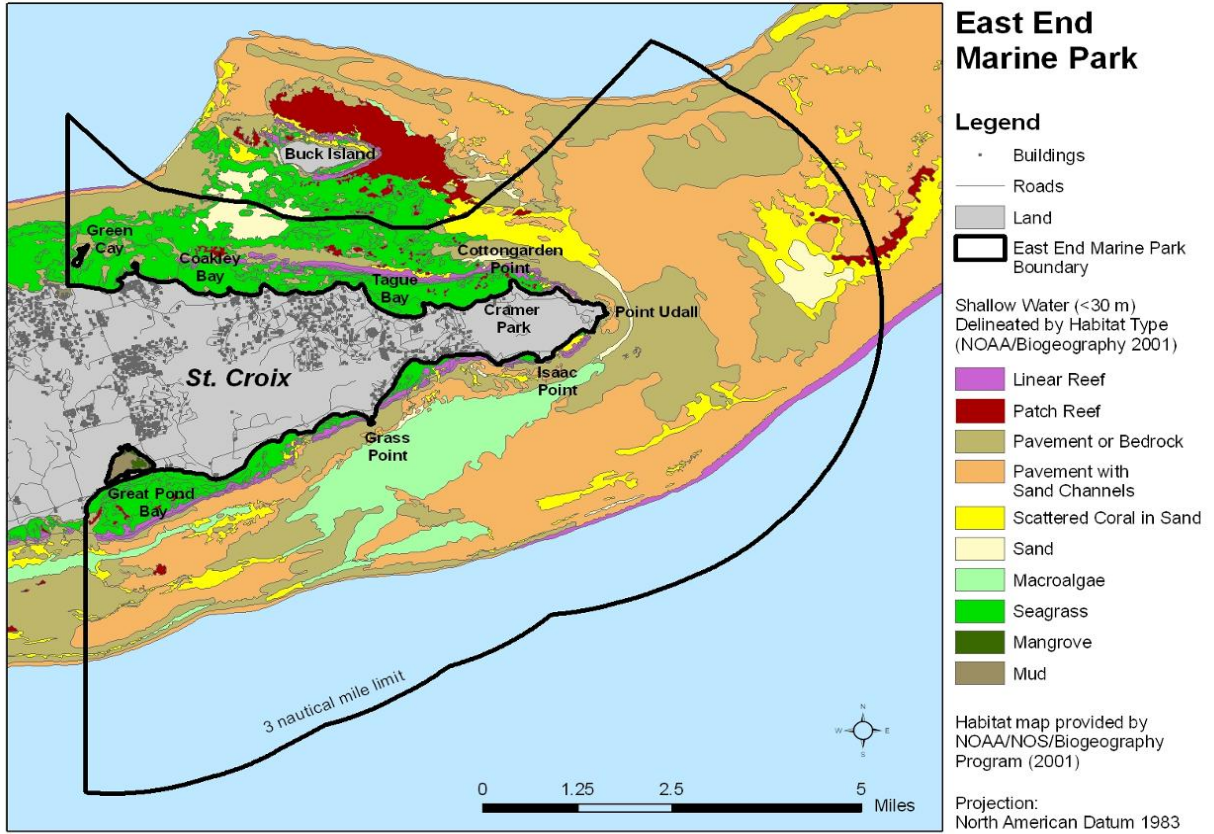 East End
Marine Park
Legend
Buildings
Roads
Land
East End Marine Park
Boundary
Shallow Water (<30 m)
Delineated by Habitat Type
(NOAA/Biogeography 2001)
Linear Reef
Patch Reef
Pavement or Bedrock
Pavement with
Sand Channels
Scattered Coral in Sand
Sand
Macroalgae
Seagrass
Mangrove
Mud
Habitat map provided by
NOAA/NOS/Biogeography
Program (2001)
Projection:
North American Datum 1983
Buck Island
Green
Cay
Coakley
Bay
Cottongarden
Point
Tague
Bay
Cramer
Park
Point Udall
St. Croix
Isaac
Point
Grass
Point
Great Pond
Bay
3 nautical mile limit
N
W E
S
0 1.25 2.5 5
Miles